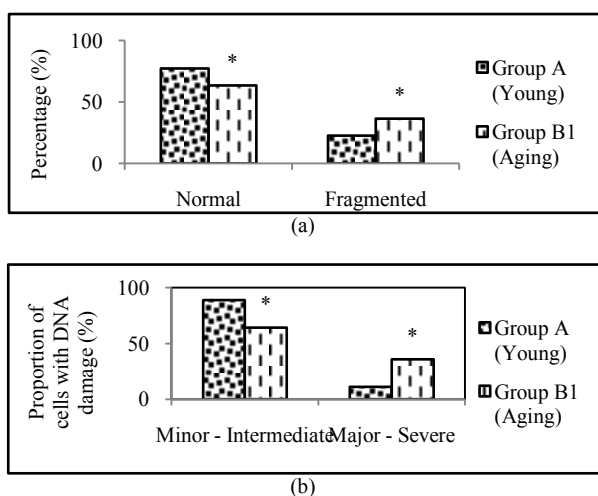 Percentage (%)
100
50
0
*
*
Normal
Fragmented
Group A
(Young)
Group B1
(Aging)
(a)
Proportion of
cells with DNA
damage (%)
100
50
0
*
*
Minor - Intermediate
Major - Severe
Group A
(Young)
Group B1
(Aging)
(b)